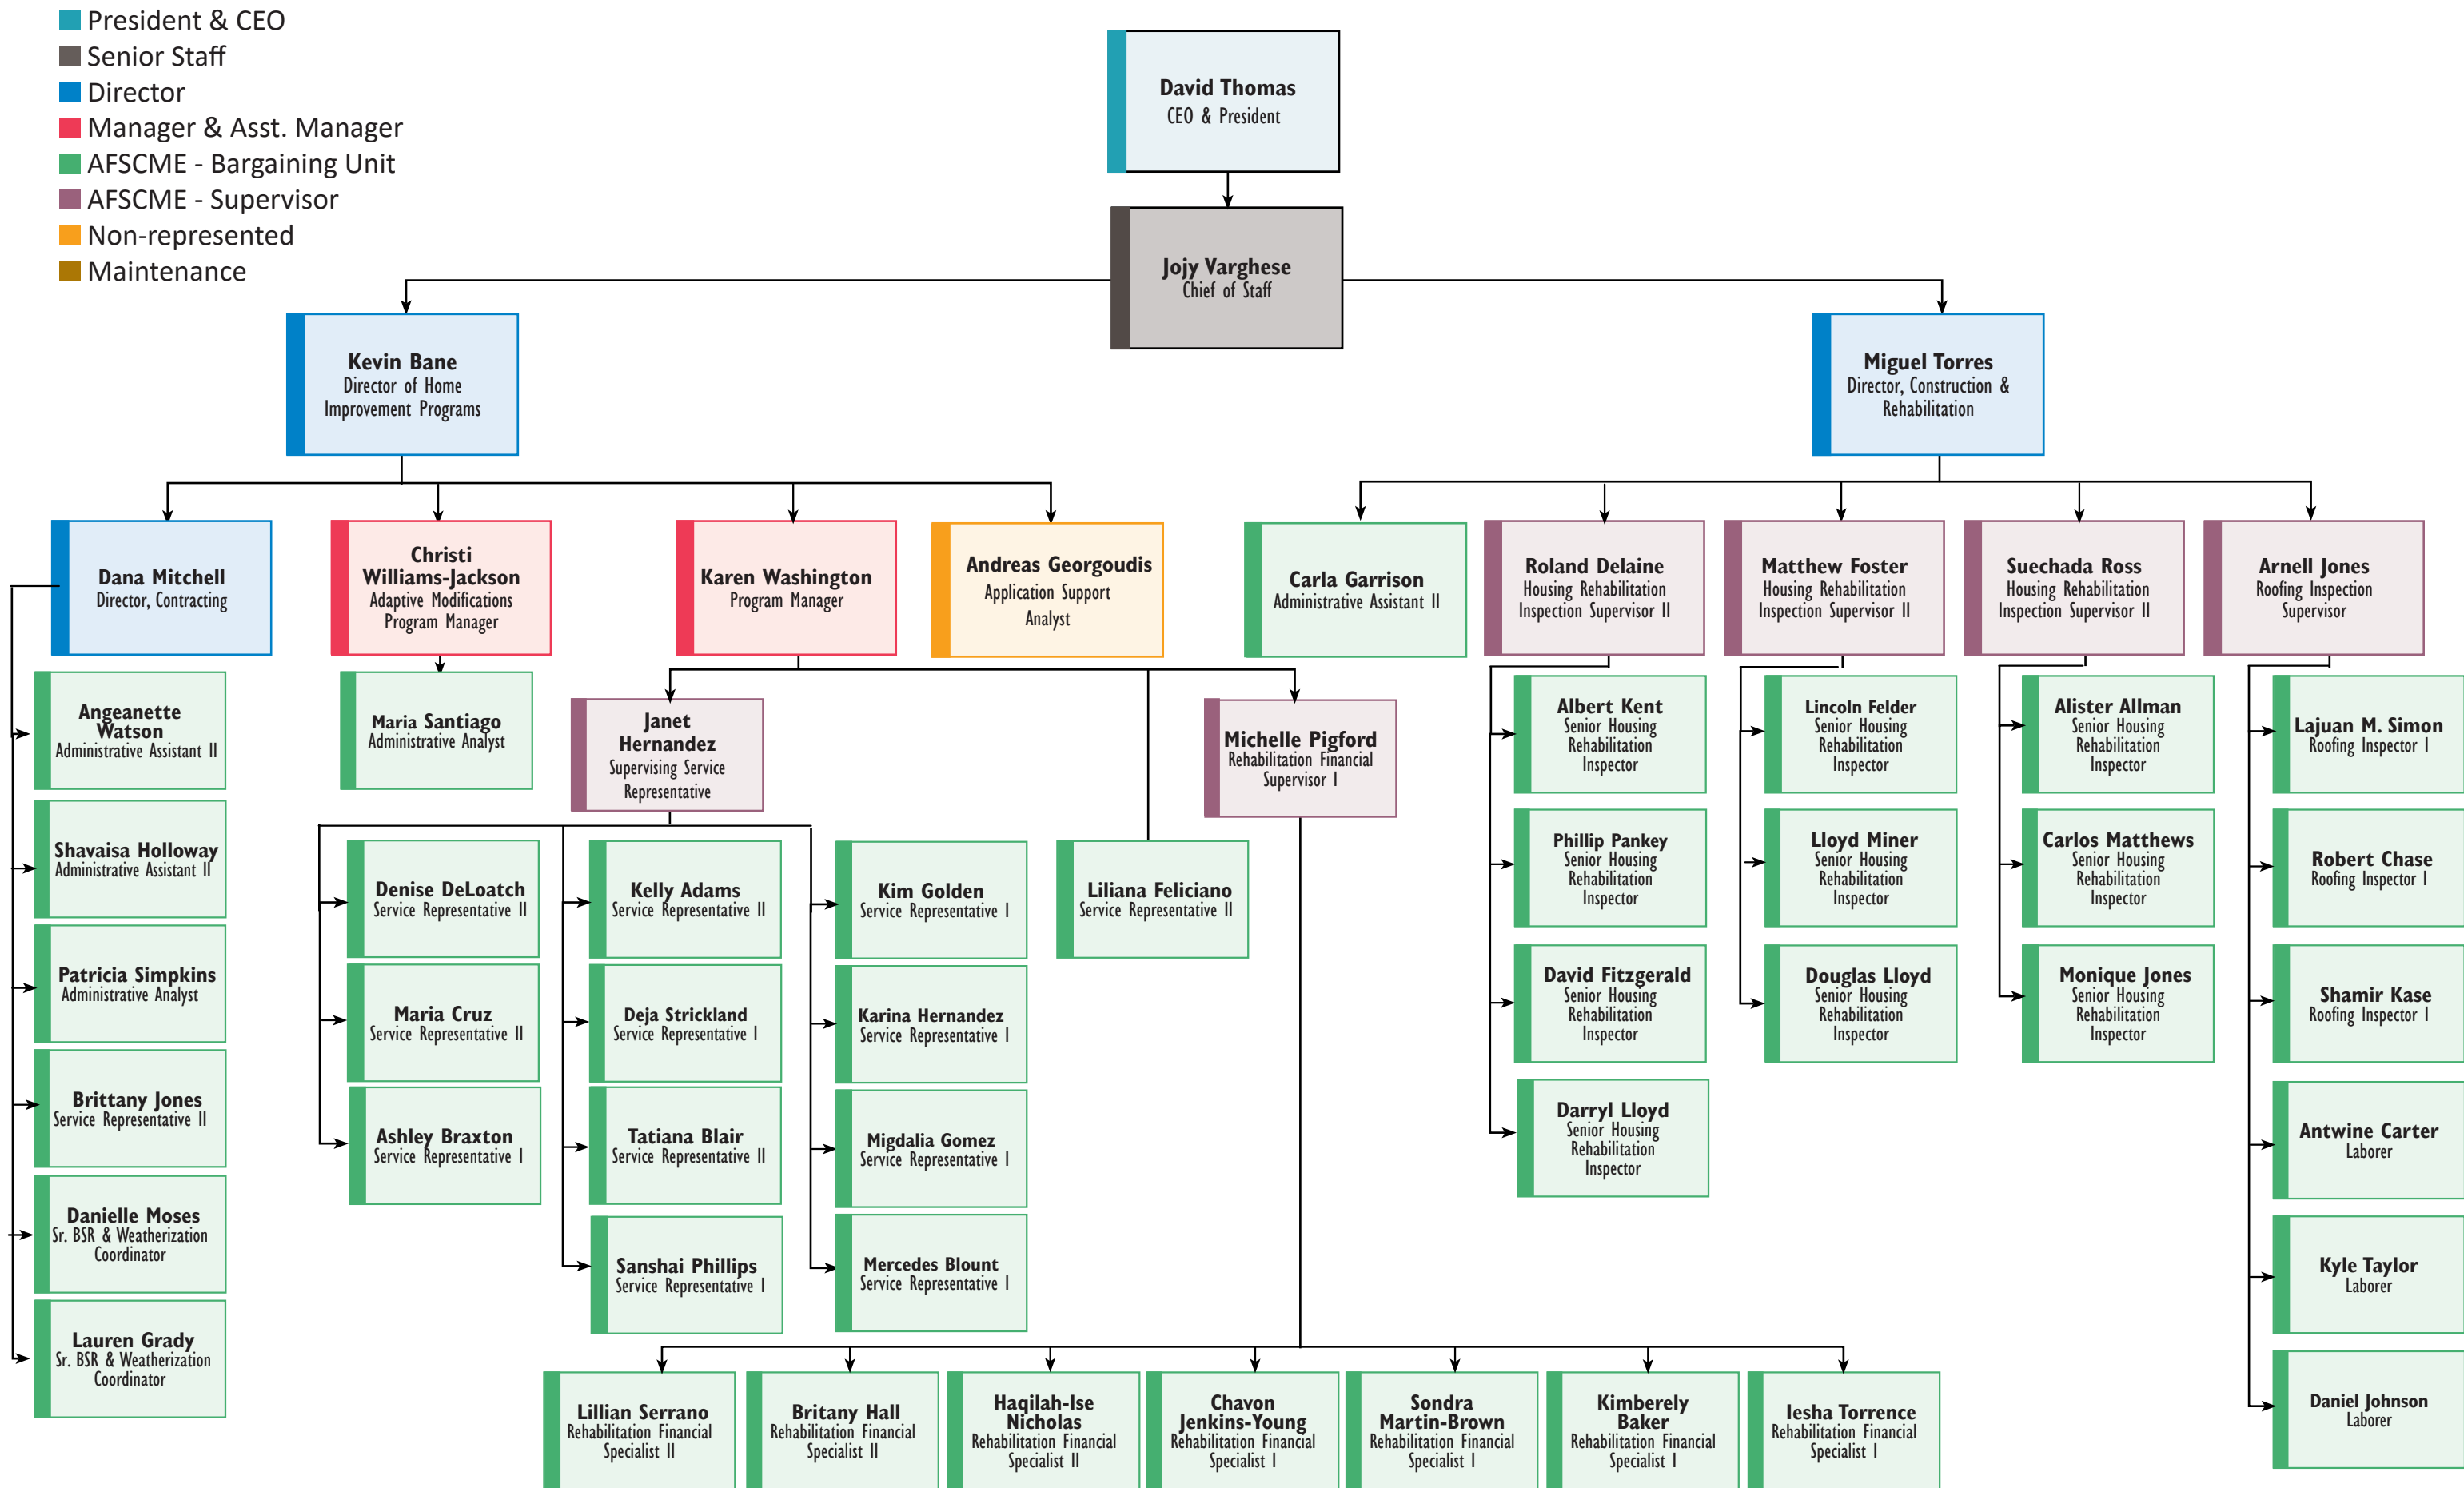 President & CEO
Senior Staff
Director
Manager & Asst. Manager
AFSCME - Bargaining Unit
AFSCME - Supervisor
Non-represented
Maintenance
David Thomas
CEO & President
Jojy Varghese
Chief of Staff
Kevin Bane
Director of Home
Improvement Programs
Miguel Torres
Director, Construction &
Rehabilitation
Dana Mitchell
Director, Contracting
Christi
Williams-Jackson
Adaptive Modifications
Program Manager
Karen Washington
Program Manager
Andreas Georgoudis
Application Support
Analyst
Carla Garrison
Administrative Assistant II
Roland Delaine
Housing Rehabilitation
Inspection Supervisor II
Matthew Foster
Housing Rehabilitation
Inspection Supervisor II
Suechada Ross
Housing Rehabilitation
Inspection Supervisor II
Arnell Jones
Roofing Inspection
Supervisor
Angeanette
Watson
Administrative Assistant II
Shavaisa Holloway
Administrative Assistant II
Patricia Simpkins
Administrative Analyst
Brittany Jones
Service Representative II
Danielle Moses
Sr. BSR & Weatherization
Coordinator
Lauren Grady
Sr. BSR & Weatherization
Coordinator
Maria Santiago
Administrative Analyst
Janet
Hernandez
Supervising Service
Representative
Michelle Pigford
Rehabilitation Financial
Supervisor I
Denise DeLoatch
Service Representative II
Maria Cruz
Service Representative II
Ashley Braxton
Service Representative I
Kelly Adams
Service Representative II
Deja Strickland
Service Representative I
Tatiana Blair
Service Representative II
Sanshai Phillips
Service Representative I
Kim Golden
Service Representative I
Karina Hernandez
Service Representative I
Migdalia Gomez
Service Representative I
Mercedes Blount
Service Representative I
Liliana Feliciano
Service Representative II
Albert Kent
Senior Housing
Rehabilitation
Inspector
Phillip Pankey
Senior Housing
Rehabilitation
Inspector
David Fitzgerald
Senior Housing
Rehabilitation
Inspector
Darryl Lloyd
Senior Housing
Rehabilitation
Inspector
Lincoln Felder
Senior Housing
Rehabilitation
Inspector
Lloyd Miner
Senior Housing
Rehabilitation
Inspector
Douglas Lloyd
Senior Housing
Rehabilitation
Inspector
Alister Allman
Senior Housing
Rehabilitation
Inspector
Carlos Matthews
Senior Housing
Rehabilitation
Inspector
Monique Jones
Senior Housing
Rehabilitation
Inspector
Lajuan M. Simon
Roofing Inspector I
Robert Chase
Roofing Inspector I
Shamir Kase
Roofing Inspector I
Antwine Carter
Laborer
Kyle Taylor
Laborer
Daniel Johnson
Laborer
Lillian Serrano
Rehabilitation Financial
Specialist II
Britany Hall
Rehabilitation Financial
Specialist II
Haqilah-Ise
Nicholas
Rehabilitation Financial
Specialist II
Chavon
Jenkins-Young
Rehabilitation Financial
Specialist I
Sondra
Martin-Brown
Rehabilitation Financial
Specialist I
Kimberely
Baker
Rehabilitation Financial
Specialist I
Iesha Torrence
Rehabilitation Financial
Specialist I